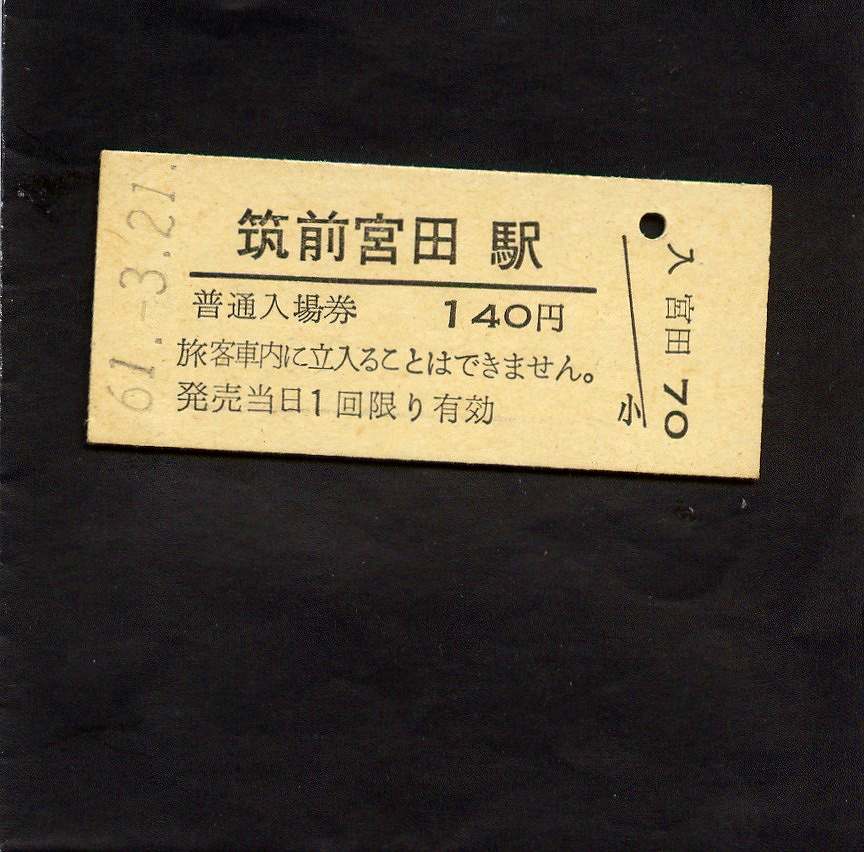 61.-3.21.
筑前宮田 駅
普通入場券 140円
旅客車内に立入ることはできません。
発売当日1回限り有効
小
入 宮田 70